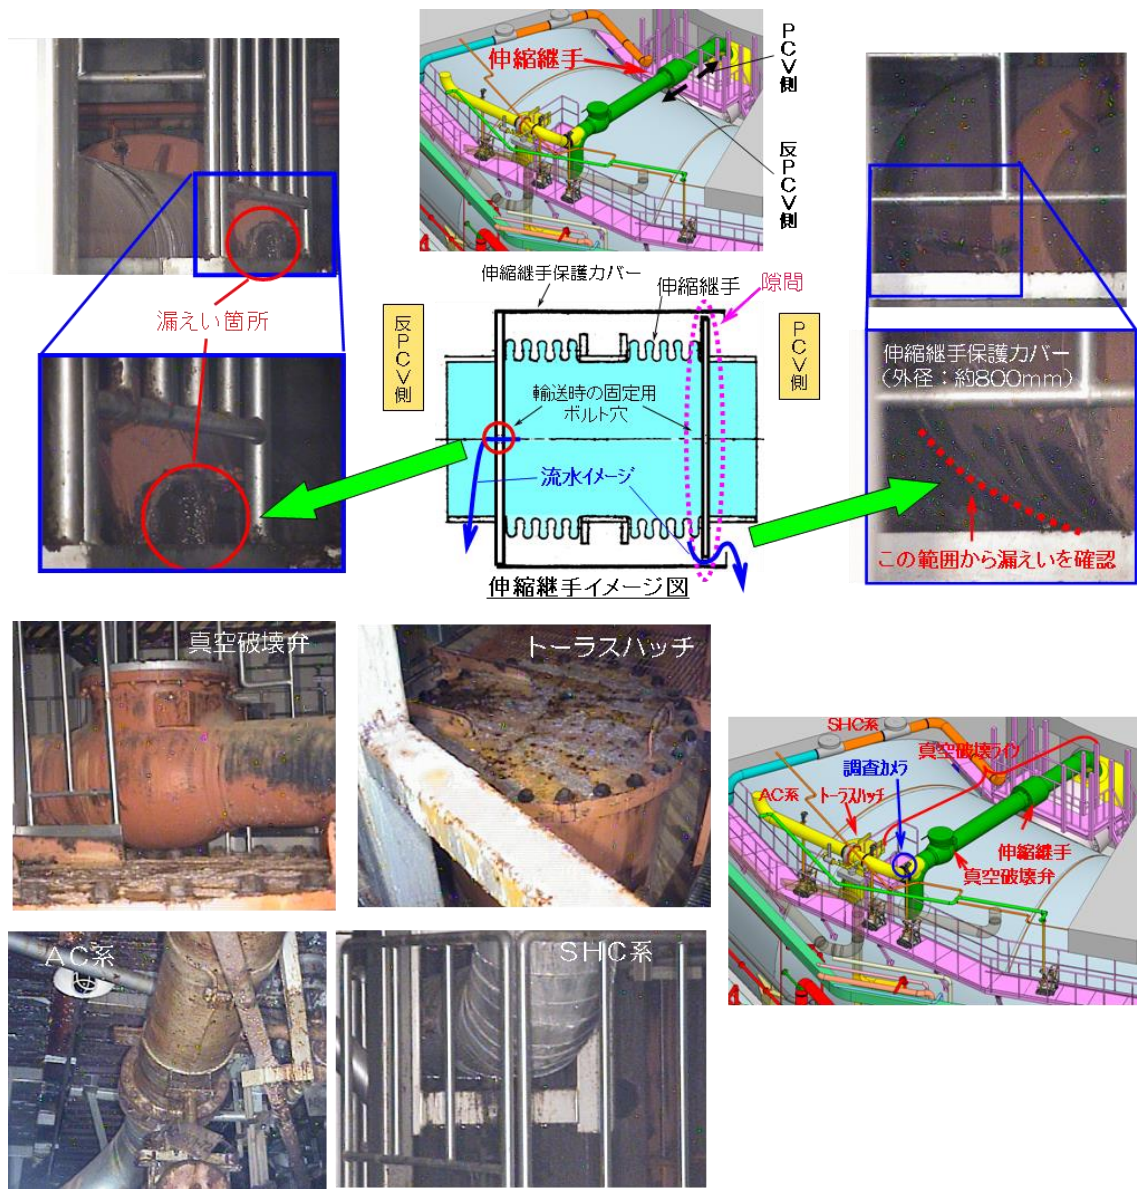 伸縮継手
PCV側
反PCV側
漏えい箇所
伸縮継手保護カバー
伸縮継手
隙間
反PCV側
PCV側
輸送時の固定用
ボルト穴
流水イメージ
伸縮継手イメージ図
伸縮継手保護カバー
(外径：約800mm)
この範囲から漏えいを確認
真空破壊弁
トーラスハッチ
SHC系
真空破壊ライン
調査カメラ
AC系
トーラスハッチ
伸縮継手
真空破壊弁
AC系
SHC系